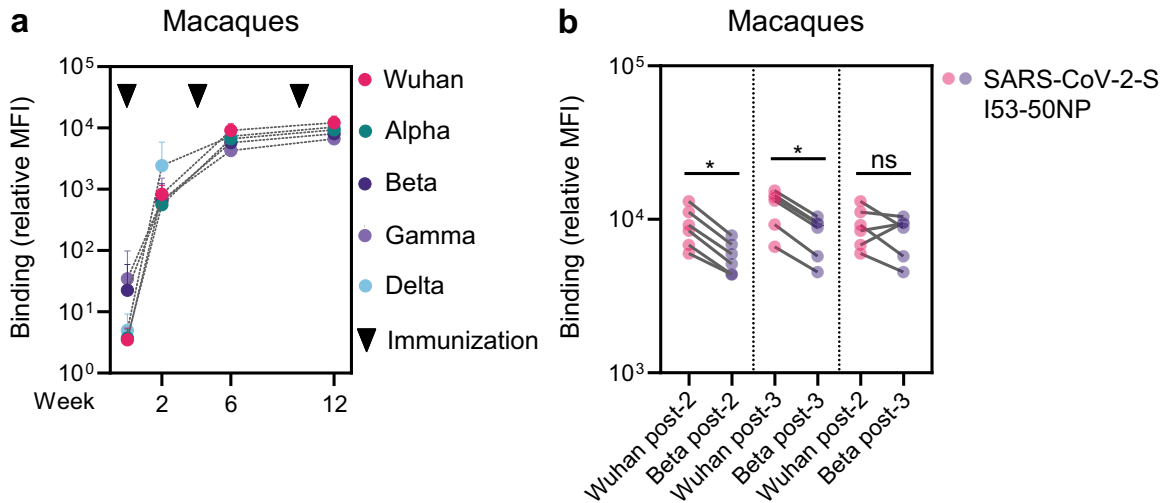 a
Macaques
Binding (relative MFI)
10⁵
10⁴
10³
10²
10¹
10⁰
Week
2
6
12
Wuhan
Alpha
Beta
Gamma
Delta
Immunization
b
Macaques
Binding (relative MFI)
10⁵
10⁴
10³
*
*
ns
Wuhan post-2
Beta post-2
Wuhan post-3
Beta post-3
Wuhan post-2
Beta post-3
SARS-CoV-2-S
I53-50NP